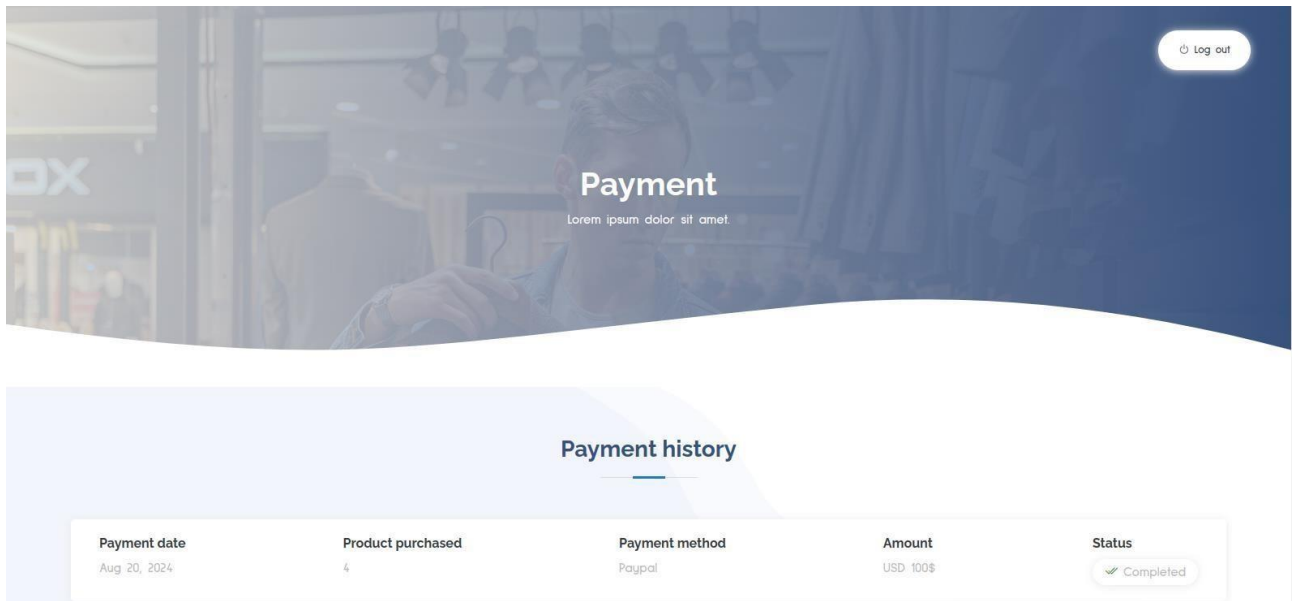 Log out
OX
Payment
Lorem ipsum dolor sit amet.
Payment history
Payment date Product purchased Payment method Amount Status
Aug 20, 2024 4 Paypal USD 100$ Completed